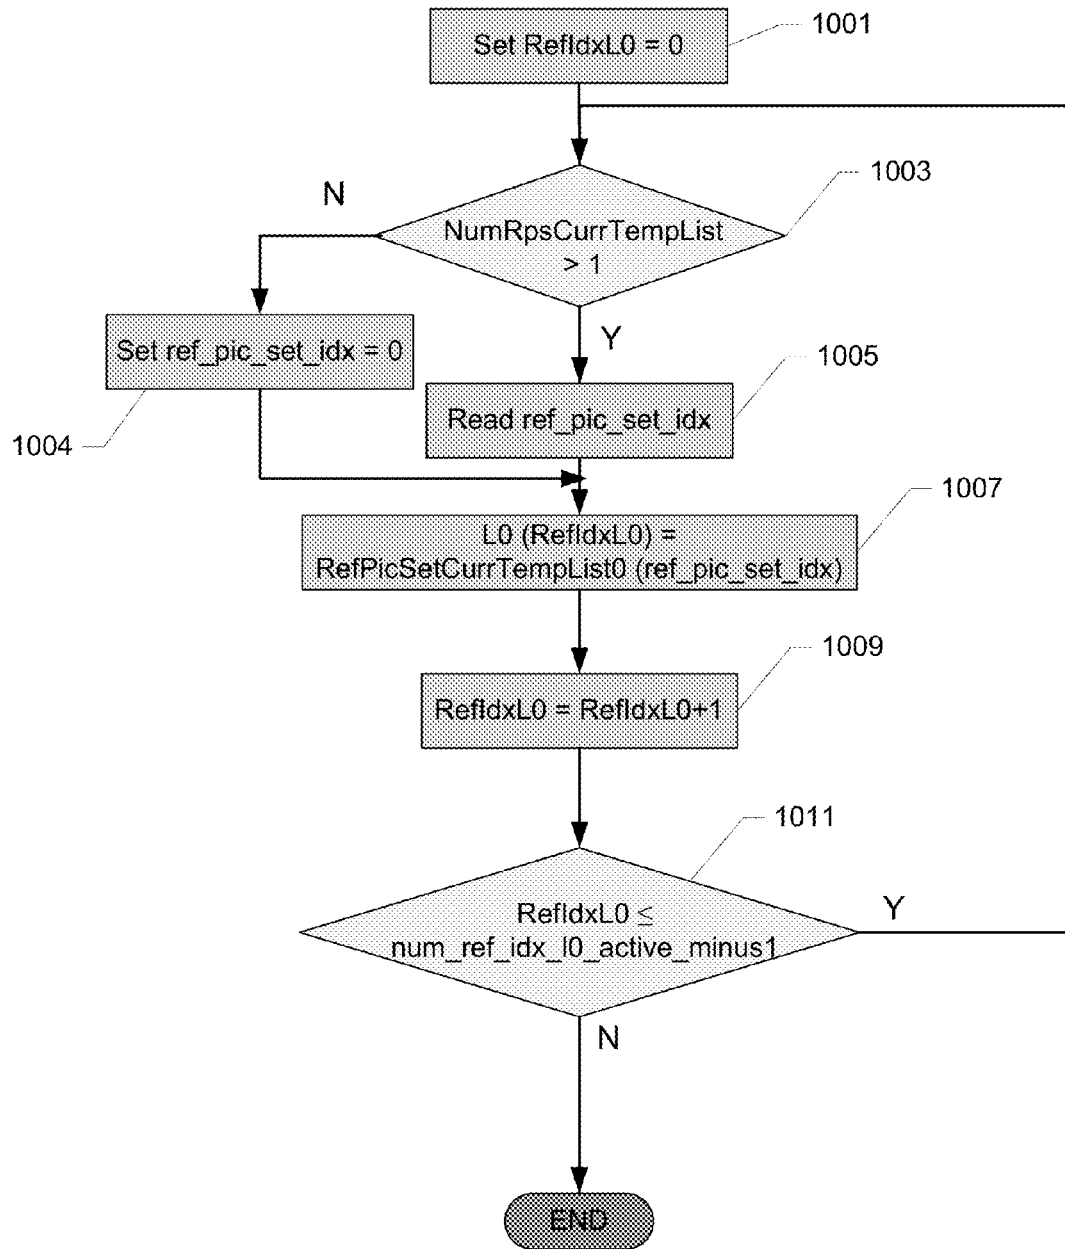 Set RefIdxL0 = 0
1001
1003
N
NumRpsCurrTempList
> 1
Y
Set ref_pic_set_idx = 0
1005
Read ref_pic_set_idx
1004
1007
L0 (RefIdxL0) =
RefPicSetCurrTempList0 (ref_pic_set_idx)
1009
RefIdxL0 = RefIdxL0+1
1011
RefIdxL0 ≤
num_ref_idx_l0_active_minus1
Y
N
END